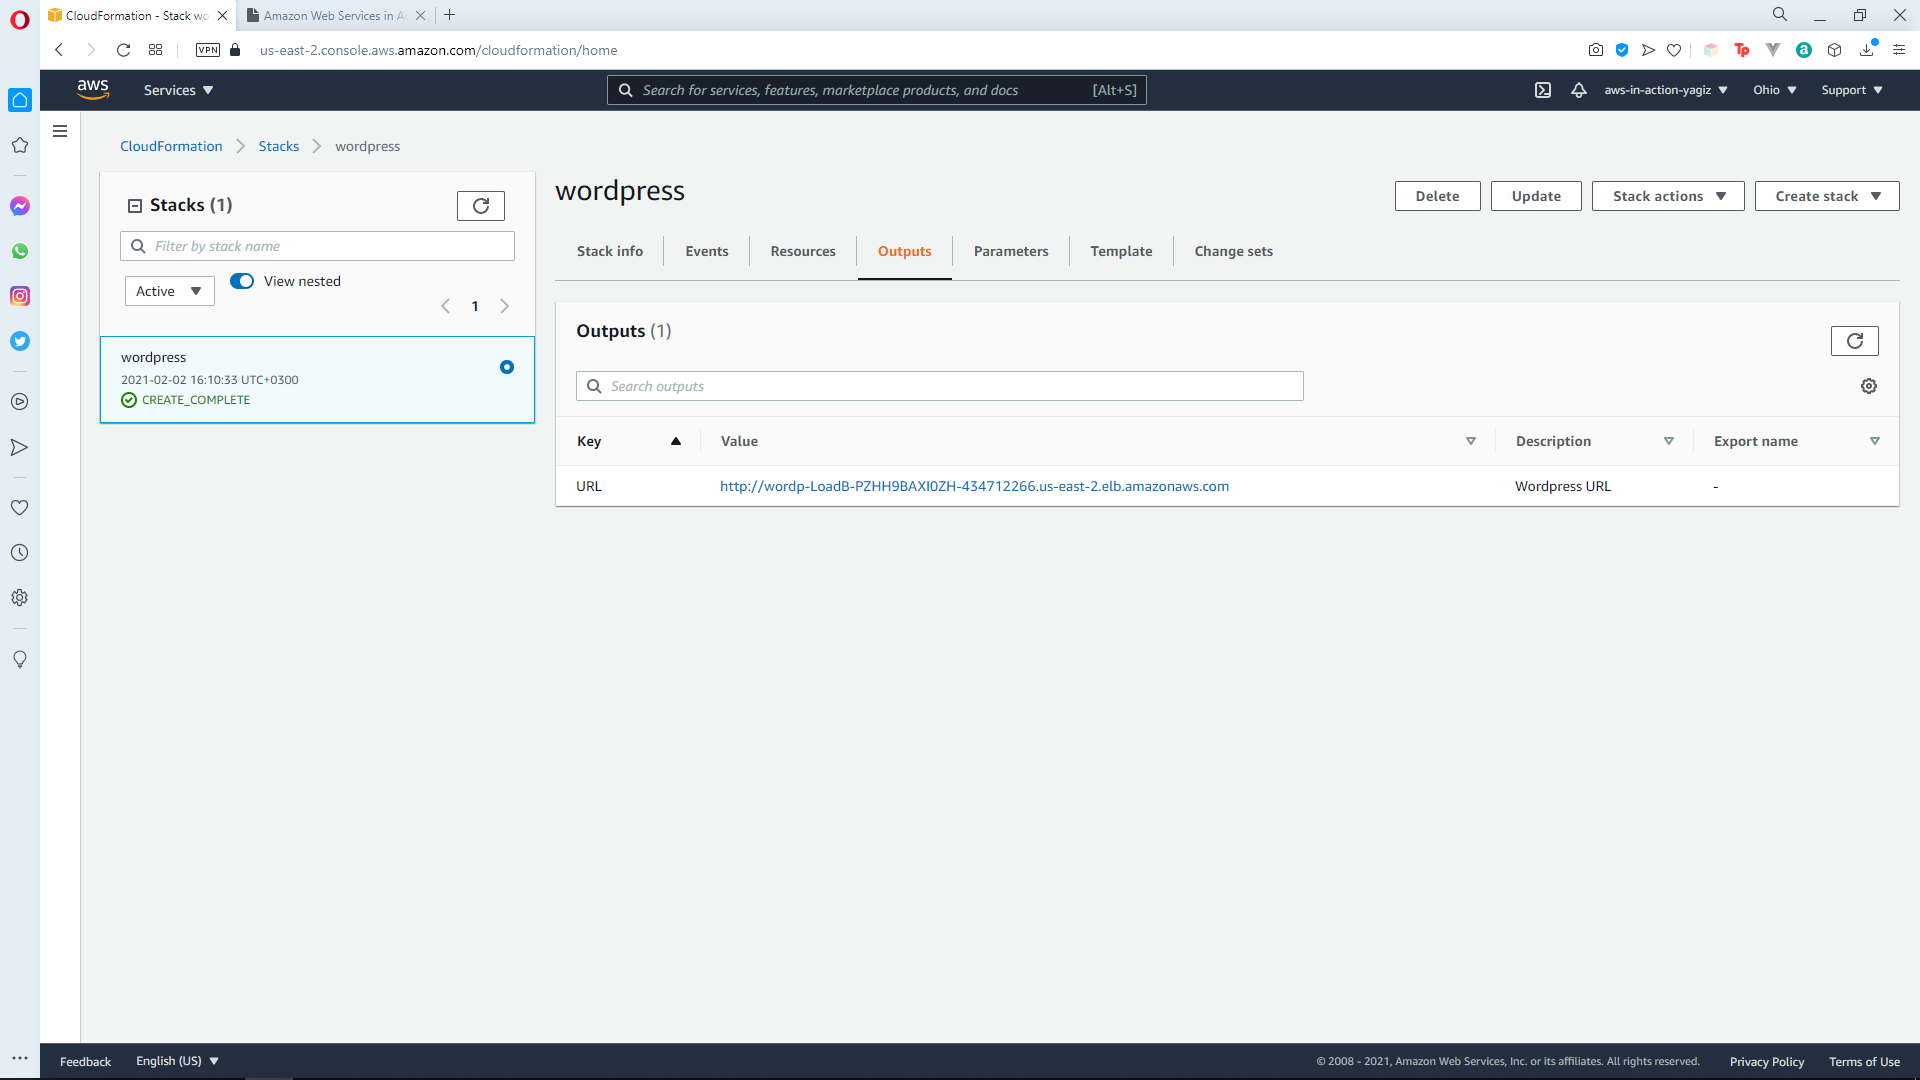 CloudFormation - Stack wo
Amazon Web Services in A
VPN
us-east-2.console.aws.amazon.com/cloudformation/home
Tp
a
aws
Services
Search for services, features, marketplace products, and docs
[Alt+S]
aws-in-action-yagiz
Ohio
Support
CloudFormation
Stacks
wordpress
Stacks (1)
Filter by stack name
Active
View nested
1
wordpress
2021-02-02 16:10:33 UTC+0300
CREATE_COMPLETE
wordpress
Delete
Update
Stack actions
Create stack
Stack info
Events
Resources
Outputs
Parameters
Template
Change sets
Outputs (1)
Search outputs
Key
Value
Description
Export name
URL
http://wordp-LoadB-PZHH9BAXI0ZH-434712266.us-east-2.elb.amazonaws.com
Wordpress URL
-
Feedback
English (US)
© 2008 - 2021, Amazon Web Services, Inc. or its affiliates. All rights reserved.
Privacy Policy
Terms of Use